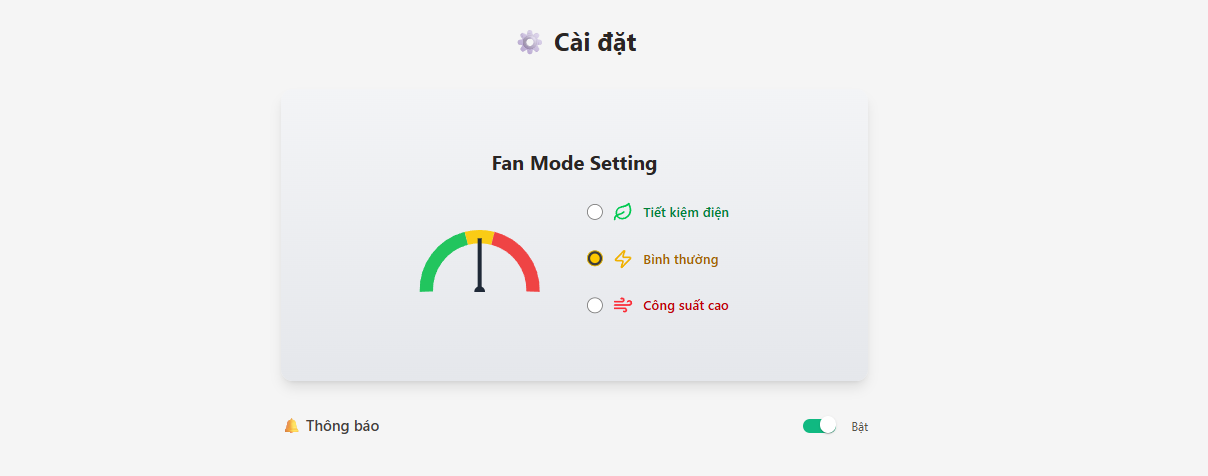 Cài đặt
Fan Mode Setting
Tiết kiệm điện
Bình thường
Công suất cao
Thông báo
Bật